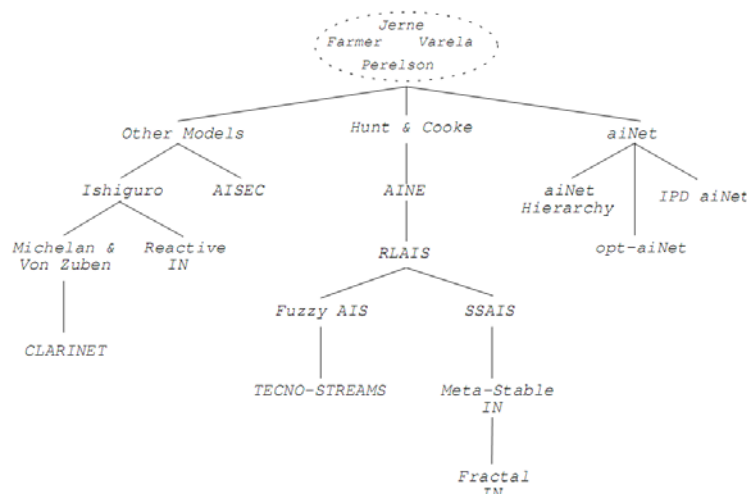 Jerne
Farmer Varela
Perelson
Other Models
Hunt & Cooke
aiNet
Ishiguro
AISEC
AINE
aiNet
Hierarchy
IPD aiNet
Michelan &
Von Zuben
Reactive
IN
RLAIS
opt-aiNet
Fuzzy AIS
SSAIS
CLARINET
TECNO-STREAMS
Meta-Stable
IN
Fractal
IN